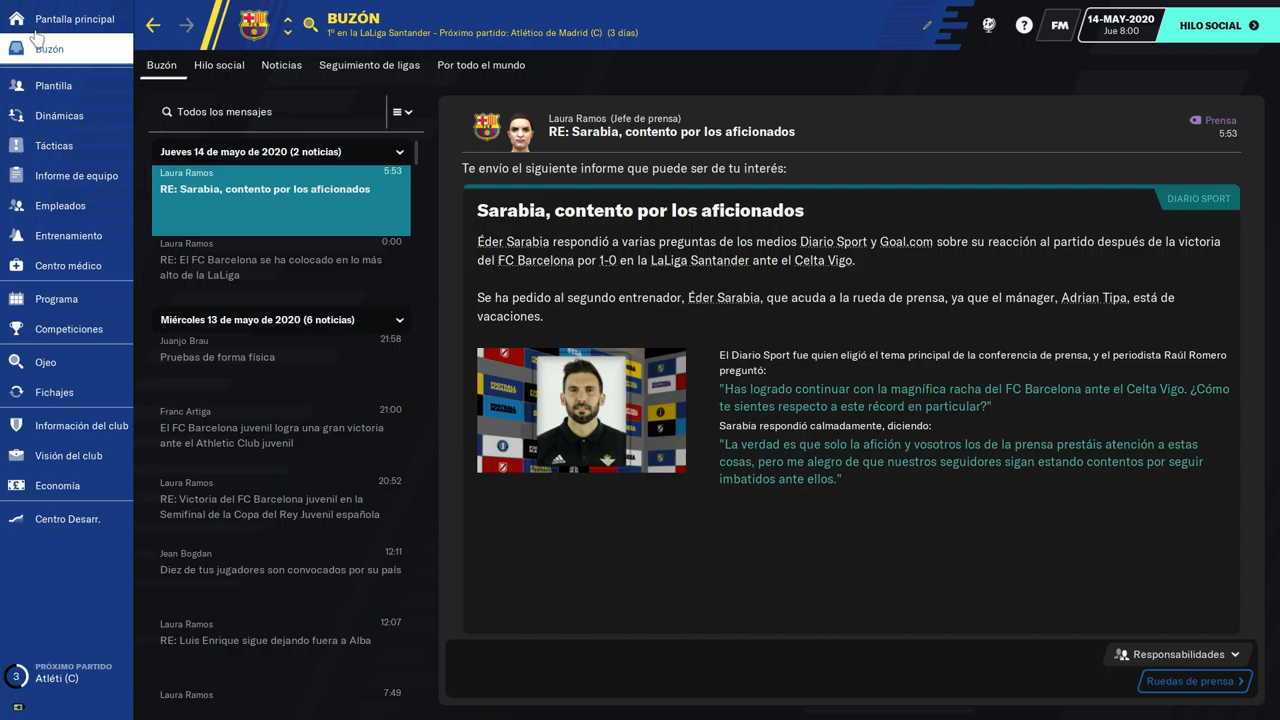 Pantalla principal
Buzón
Plantilla
Dinámicas
Tácticas
Informe de equipo
Empleados
Entrenamiento
Centro médico
Programa
Competiciones
Ojeo
Fichajes
Información del club
Visión del club
Economía
Centro Desarr.
3
PRÓXIMO PARTIDO
Atléti (C)
BUZÓN
1º en la LaLiga Santander - Próximo partido: Atlético de Madrid (C) (3 días)
?
FM
14-MAY-2020
Jue 8:00
HILO SOCIAL
Buzón
Hilo social
Noticias
Seguimiento de ligas
Por todo el mundo
Todos los mensajes
Jueves 14 de mayo de 2020 (2 noticias)
Laura Ramos 5:53
RE: Sarabia, contento por los aficionados
Laura Ramos 0:00
RE: El FC Barcelona se ha colocado en lo más
alto de la LaLiga
Miércoles 13 de mayo de 2020 (6 noticias)
Juanjo Brau 21:58
Pruebas de forma física
Franc Artiga 21:00
El FC Barcelona juvenil logra una gran victoria
ante el Athletic Club juvenil
Laura Ramos 20:52
RE: Victoria del FC Barcelona juvenil en la
Semifinal de la Copa del Rey Juvenil española
Jean Bogdan 12:11
Diez de tus jugadores son convocados por su país
Laura Ramos 12:07
RE: Luis Enrique sigue dejando fuera a Alba
Laura Ramos 7:49
Laura Ramos (Jefe de prensa)
RE: Sarabia, contento por los aficionados
Prensa
5:53
Te envío el siguiente informe que puede ser de tu interés:
DIARIO SPORT
Sarabia, contento por los aficionados
Éder Sarabia respondió a varias preguntas de los medios Diario Sport y Goal.com sobre su reacción al partido después de la victoria
del FC Barcelona por 1-0 en la LaLiga Santander ante el Celta Vigo.
Se ha pedido al segundo entrenador, Éder Sarabia, que acuda a la rueda de prensa, ya que el mánager, Adrian Tipa, está de
vacaciones.
El Diario Sport fue quien eligió el tema principal de la conferencia de prensa, y el periodista Raúl Romero
preguntó:
"Has logrado continuar con la magnífica racha del FC Barcelona ante el Celta Vigo. ¿Cómo
te sientes respecto a este récord en particular?"
Sarabia respondió calmadamente, diciendo:
"La verdad es que solo la afición y vosotros los de la prensa prestáis atención a estas
cosas, pero me alegro de que nuestros seguidores sigan estando contentos por seguir
imbatidos ante ellos."
Responsabilidades
Ruedas de prensa